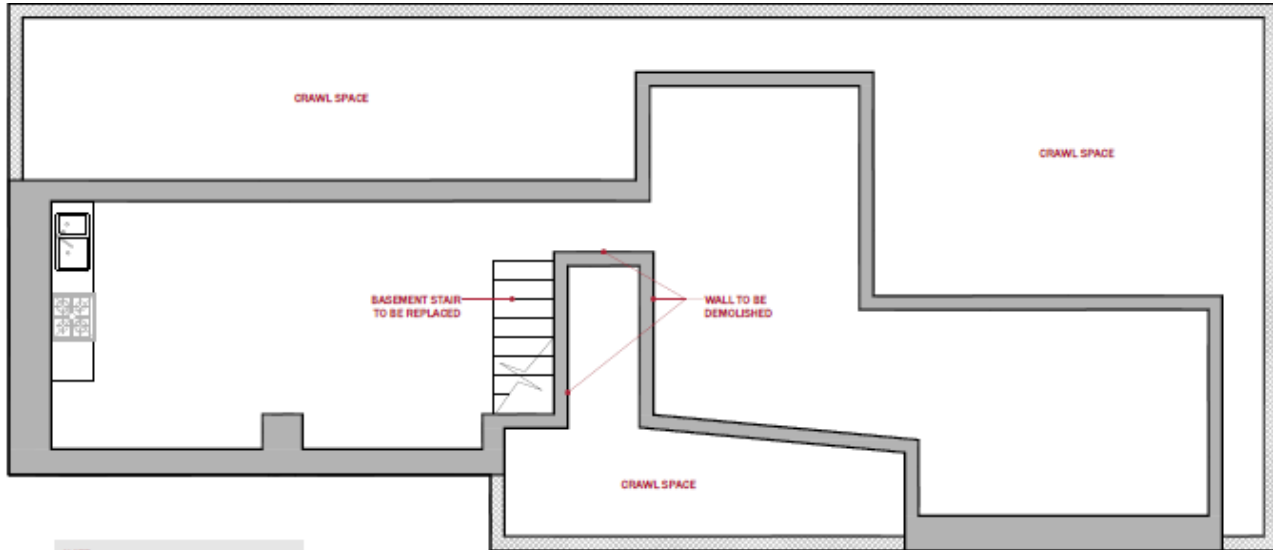 CRAWL SPACE
CRAWL SPACE
BASEMENT STAIR
TO BE REPLACED
WALL TO BE
DEMOLISHED
CRAWL SPACE